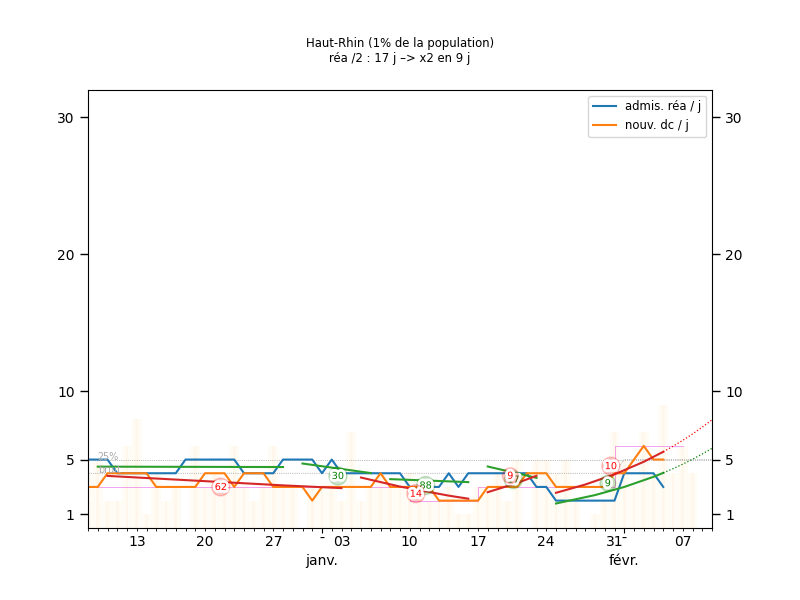 Haut-Rhin (1% de la population)
réa /2 : 17 j –> x2 en 9 j
admis. réa / j
nouv. dc / j
30 30
20 20
10 10
5 5
1 1
25%
62
30
14
88
9
10
9
13 20 27 - 03 10 17 24 31 - 07
janv. févr.